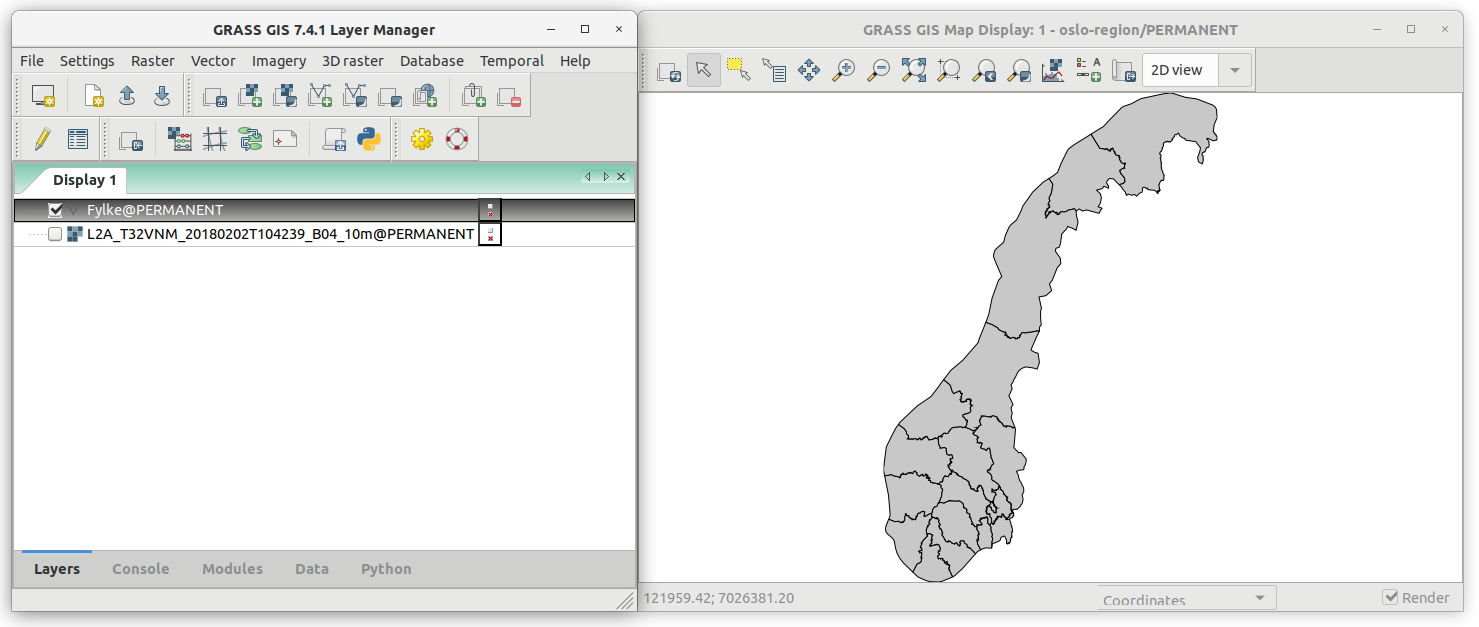 GRASS GIS 7.4.1 Layer Manager
File Settings Raster Vector Imagery 3D raster Database Temporal Help
Display 1
Fylke@PERMANENT
L2A_T32VNM_20180202T104239_B04_10m@PERMANENT
Layers Console Modules Data Python
GRASS GIS Map Display: 1 - oslo-region/PERMANENT
A
2D view
121959.42; 7026381.20
Coordinates
Render